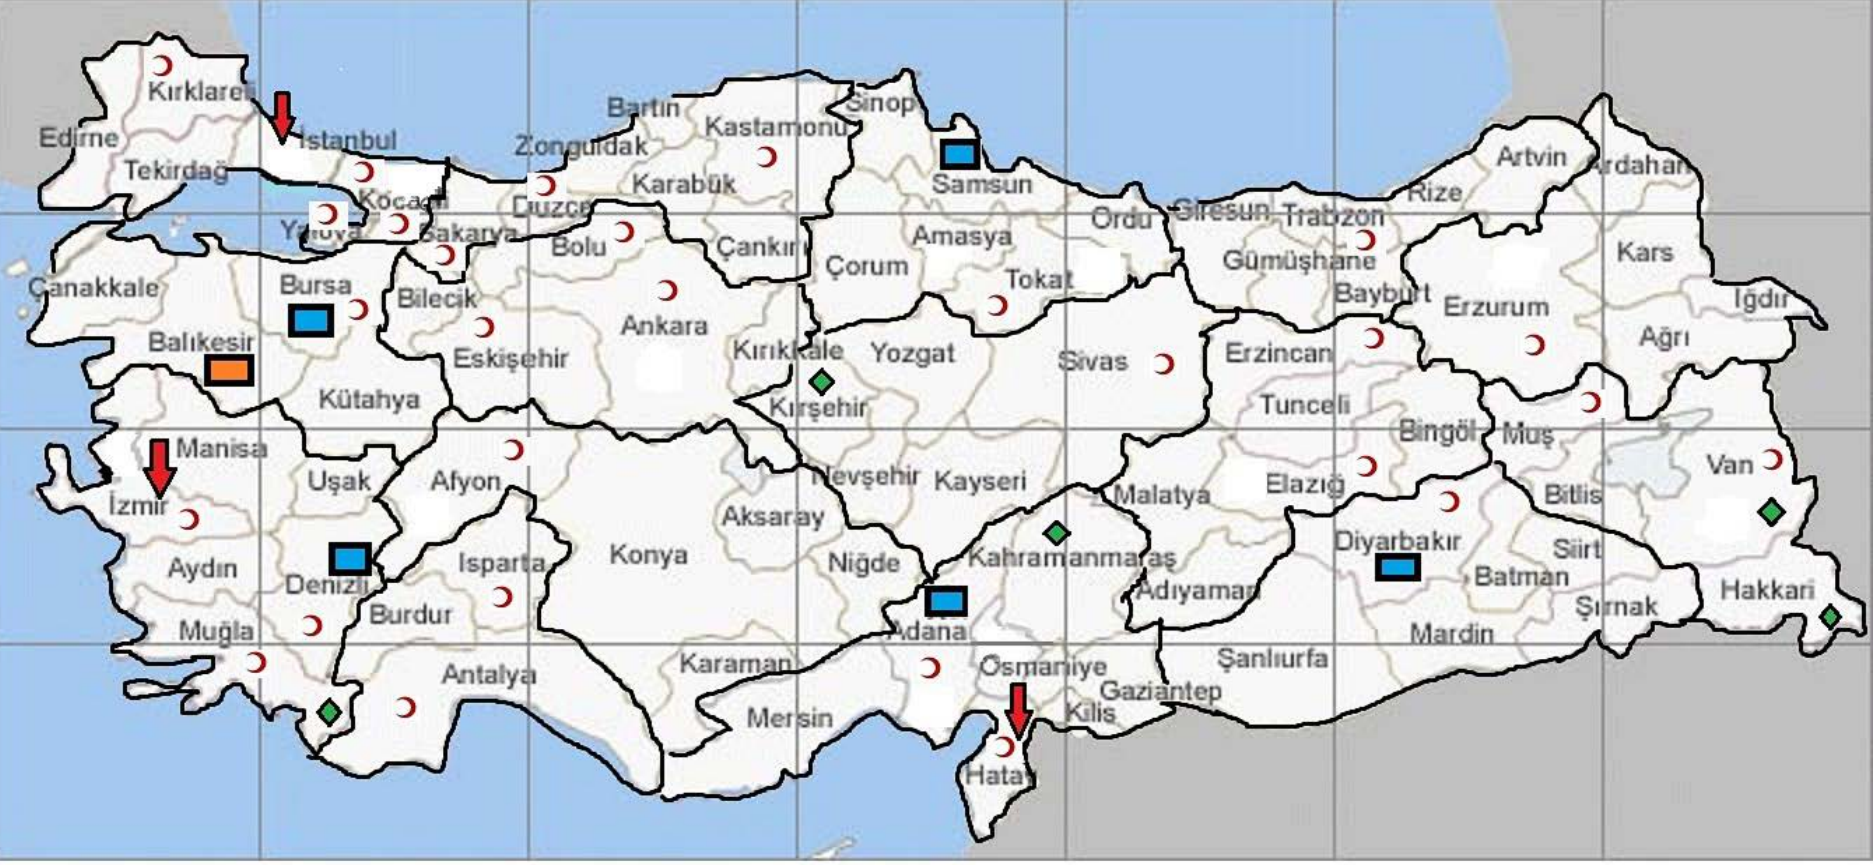 Kırklareli
Edirne
Tekirdağ
İstanbul
Kocaeli
Yalova
Sakarya
Düzce
Zonguldak
Bartın
Karabük
Kastamonu
Sinop
Samsun
Bolu
Çankırı
Çorum
Amasya
Tokat
Ordu
Giresun
Trabzon
Rize
Artvin
Ardahan
Gümüşhane
Bayburt
Erzurum
Kars
Iğdır
Ağrı
Çanakkale
Bursa
Bilecik
Balıkesir
Eskişehir
Ankara
Kırıkkale
Yozgat
Sivas
Erzincan
Kütahya
Kırşehir
Tunceli
Bingöl
Muş
Manisa
Uşak
Afyon
Nevşehir
Kayseri
Malatya
Elazığ
Bitlis
Van
İzmir
Aksaray
Konya
Aydın
Denizli
Isparta
Niğde
Kahramanmaraş
Adıyaman
Diyarbakır
Siirt
Batman
Hakkari
Şırnak
Muğla
Burdur
Adana
Mardin
Antalya
Karaman
Osmaniye
Şanlıurfa
Gaziantep
Mersin
Kilis
Hatay